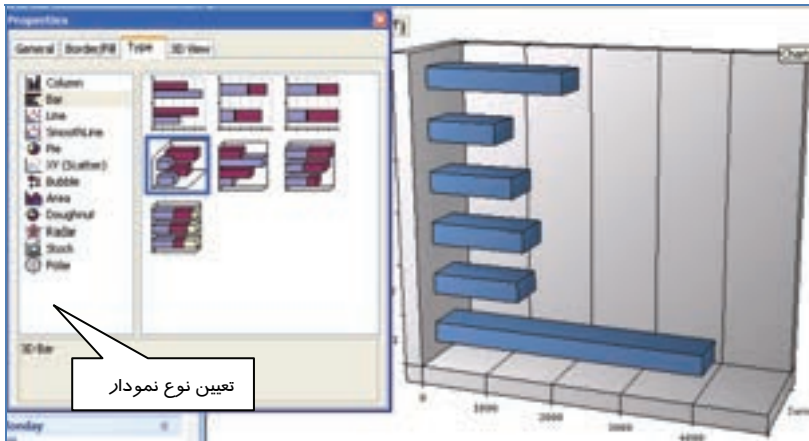 Properties
General Border/Fill Type 3D View
Column
Bar
Line
SmoothLine
Pie
XY (Scatter)
Bubble
Area
Doughnut
Radar
Stock
Polar
3D Bar
تعیین نوع نمودار
0
1000
2000
3000
4000